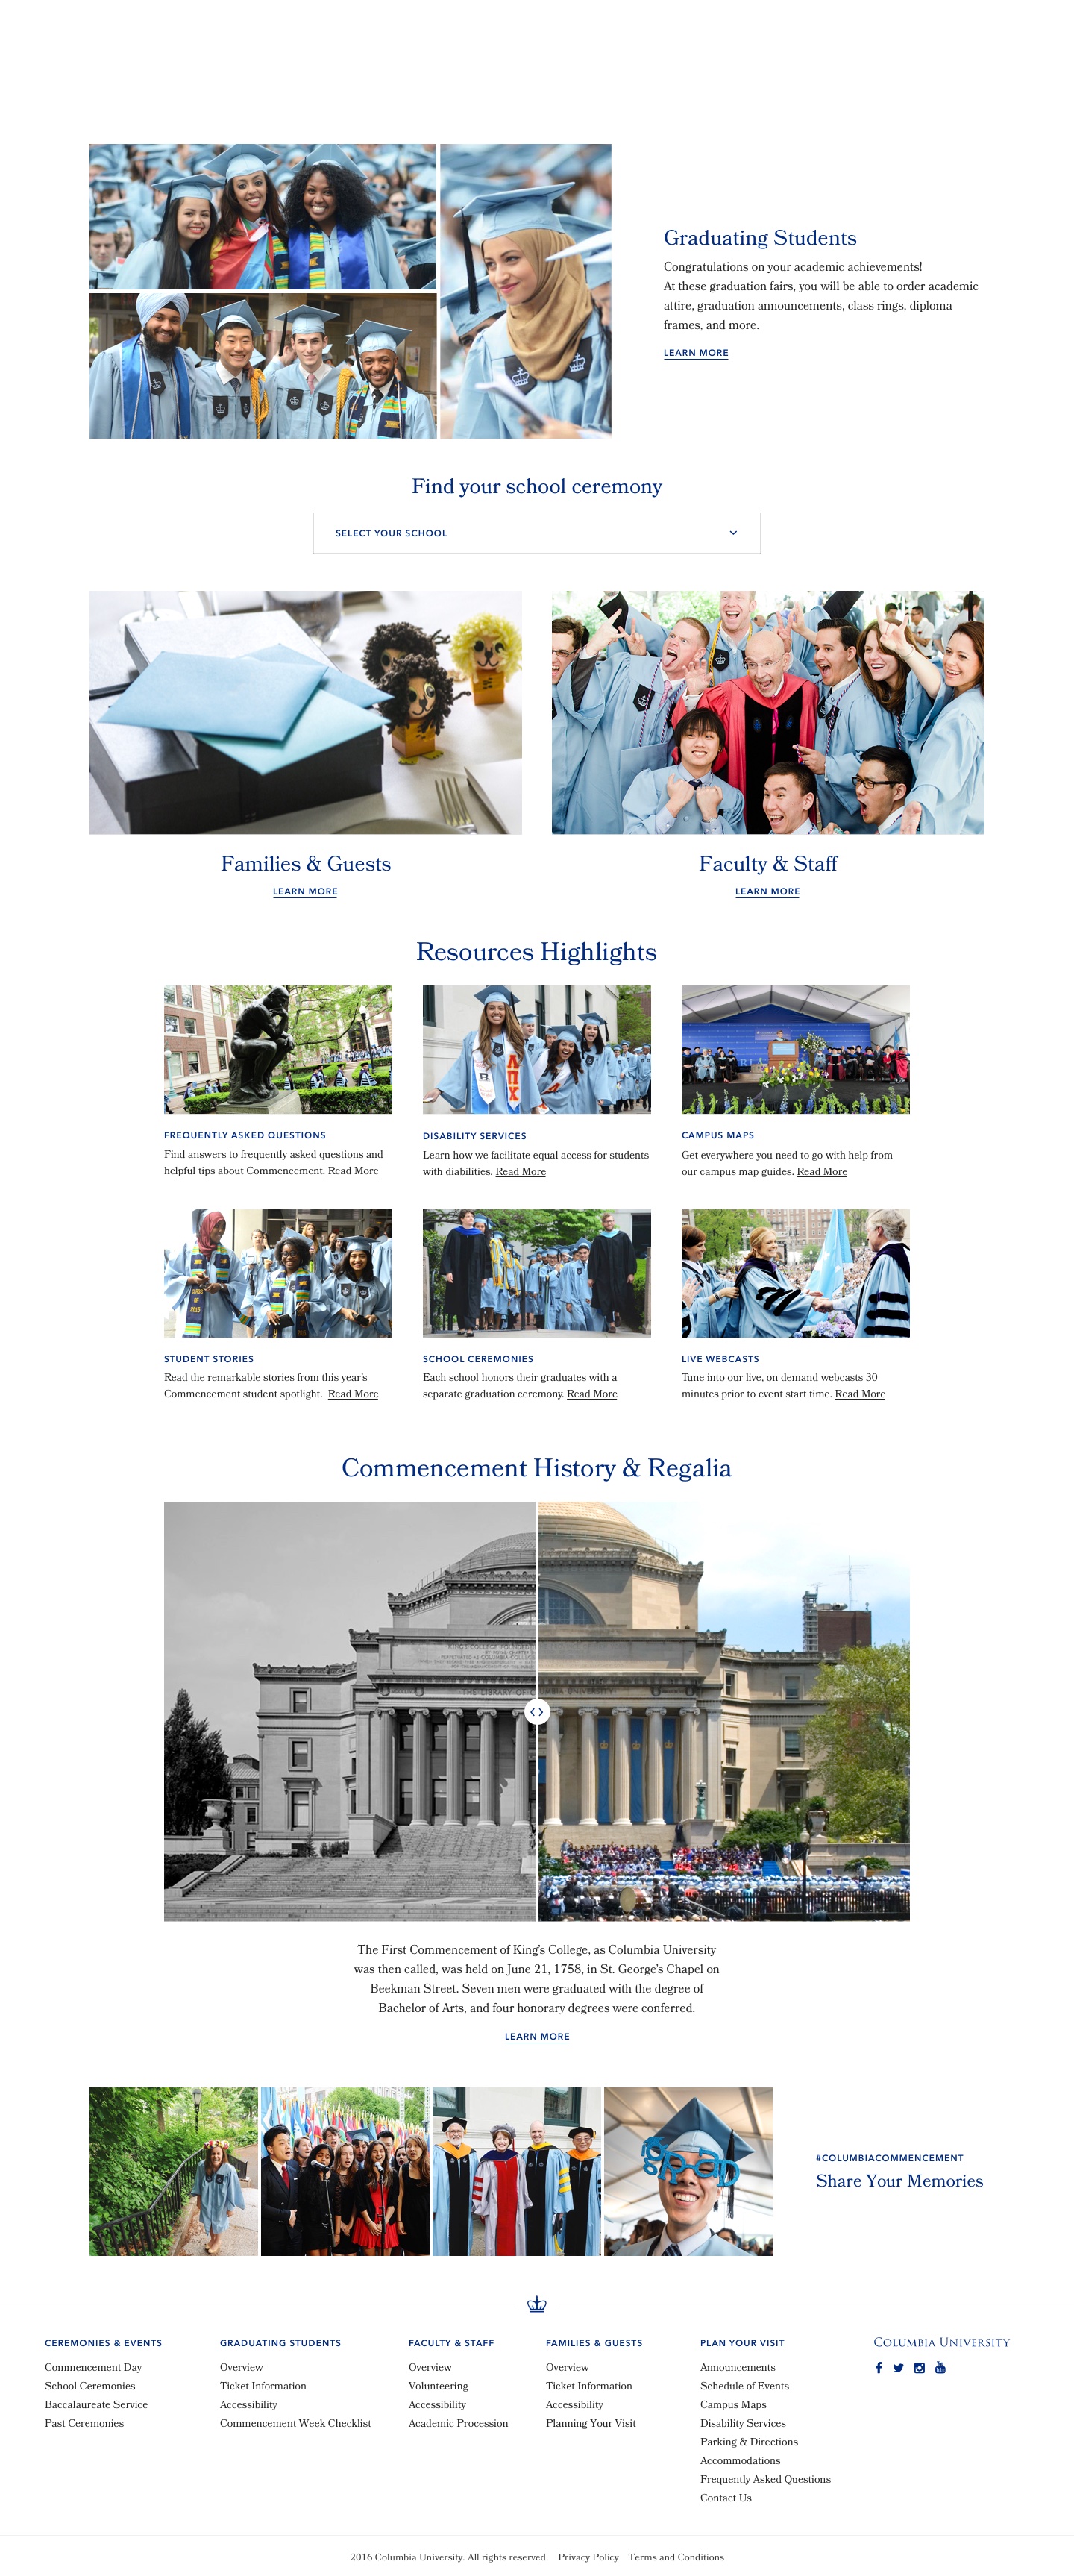 Graduating Students
Congratulations on your academic achievements!
At these graduation fairs, you will be able to order academic
attire, graduation announcements, class rings, diploma
frames, and more.
LEARN MORE
Find your school ceremony
SELECT YOUR SCHOOL
Families & Guests
LEARN MORE
Faculty & Staff
LEARN MORE
Resources Highlights
FREQUENTLY ASKED QUESTIONS
Find answers to frequently asked questions and
helpful tips about Commencement. Read More
DISABILITY SERVICES
Learn how we facilitate equal access for students
with diabilities. Read More
CAMPUS MAPS
Get everywhere you need to go with help from
our campus map guides. Read More
STUDENT STORIES
Read the remarkable stories from this year's
Commencement student spotlight. Read More
SCHOOL CEREMONIES
Each school honors their graduates with a
separate graduation ceremony. Read More
LIVE WEBCASTS
Tune into our live, on demand webcasts 30
minutes prior to event start time. Read More
Commencement History & Regalia
The First Commencement of King's College, as Columbia University
was then called, was held on June 21, 1758, in St. George's Chapel on
Beekman Street. Seven men were graduated with the degree of
Bachelor of Arts, and four honorary degrees were conferred.
LEARN MORE
#COLUMBIACOMMENCEMENT
Share Your Memories
CEREMONIES & EVENTS
Commencement Day
School Ceremonies
Baccalaureate Service
Past Ceremonies
GRADUATING STUDENTS
Overview
Ticket Information
Accessibility
Commencement Week Checklist
FACULTY & STAFF
Overview
Volunteering
Accessibility
Academic Procession
FAMILIES & GUESTS
Overview
Ticket Information
Accessibility
Planning Your Visit
PLAN YOUR VISIT
Announcements
Schedule of Events
Campus Maps
Disability Services
Parking & Directions
Accommodations
Frequently Asked Questions
Contact Us
COLUMBIA UNIVERSITY
2016 Columbia University. All rights reserved. Privacy Policy Terms and Conditions